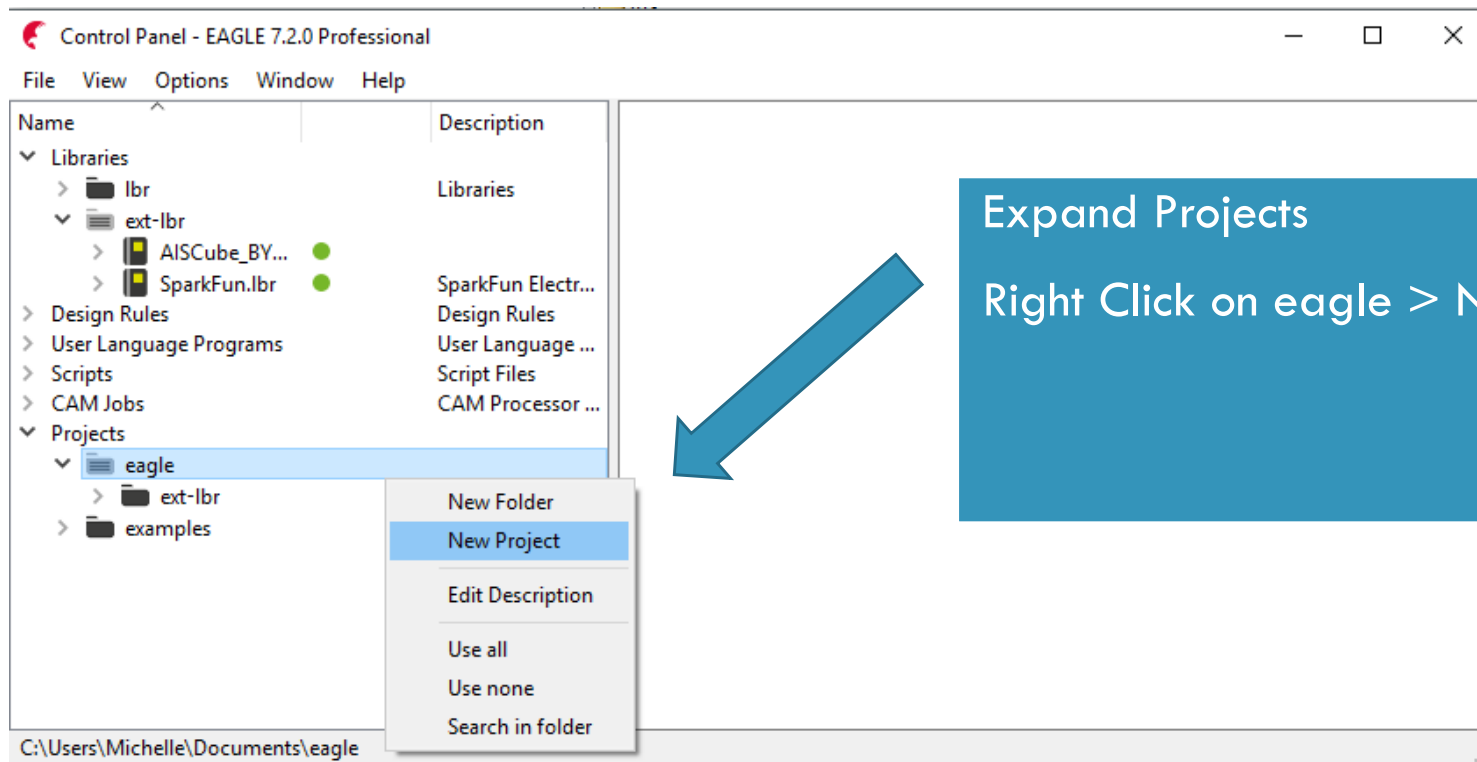 Control Panel - EAGLE 7.2.0 Professional
File View Options Window Help
Name Description
Libraries
lbr Libraries
ext-lbr
AISCube_BY...
SparkFun.lbr SparkFun Electr...
Design Rules Design Rules
User Language Programs User Language ...
Scripts Script Files
CAM Jobs CAM Processor ...
Projects
eagle
ext-lbr
examples
New Folder
New Project
Edit Description
Use all
Use none
Search in folder
C:\Users\Michelle\Documents\eagle
Expand Projects
Right Click on eagle > N